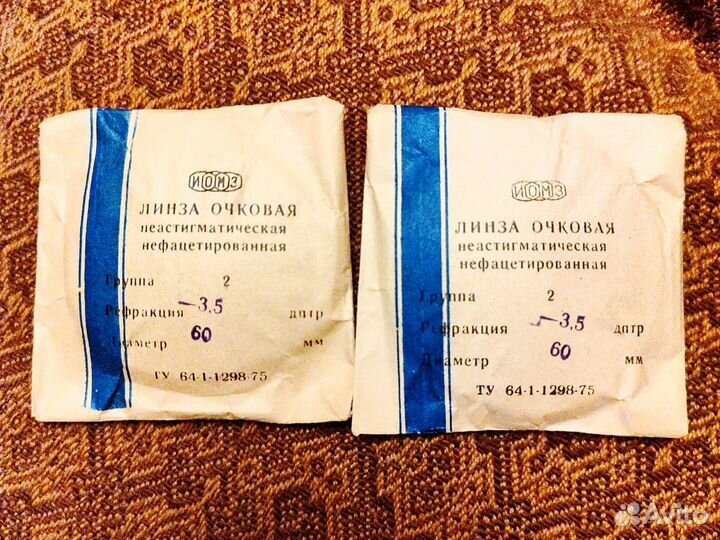 ИОМЗ
ЛИНЗА ОЧКОВАЯ
неастигматическая
нефацетированная
Группа 2
Рефракция -3,5 дптр
Диаметр 60 мм
ТУ 64-1-1298-75
ИОМЗ
ЛИНЗА ОЧКОВАЯ
неастигматическая
нефацетированная
Группа 2
Рефракция -3,5 дптр
Диаметр 60 мм
ТУ 64-1-1298-75
Avito